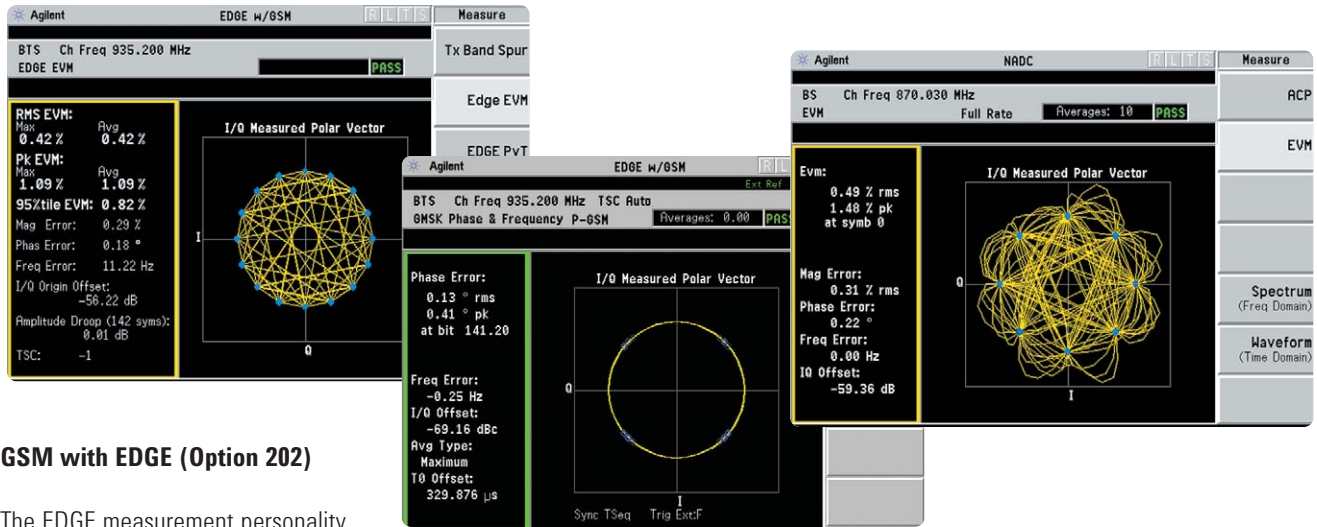 Agilent EDGE w/GSM R L T S Measure
BTS Ch Freq 935.200 MHz
EDGE EVM PASS
Tx Band Spur
Edge EVM
EDGE PvT
RMS EVM:
Max Avg
0.42 % 0.42 %
Pk EVM:
Max Avg
1.09 % 1.09 %
95%tile EVM: 0.82 %
Mag Error: 0.29 %
Phas Error: 0.18 °
Freq Error: 11.22 Hz
I/Q Origin Offset:
-56.22 dB
Amplitude Droop (142 syms):
0.01 dB
TSC: -1
I/Q Measured Polar Vector
I
Q
Agilent EDGE w/GSM R L
Ext Ref
BTS Ch Freq 935.200 MHz TSC Auto
GMSK Phase & Frequency P-GSM Averages: 0.00 PAS
Phase Error:
0.13 ° rms
0.41 ° pk
at bit 141.20
Freq Error:
-0.25 Hz
I/Q Offset:
-69.16 dBc
Avg Type:
Maximum
T0 Offset:
329.876 µs
I/Q Measured Polar Vector
Q
I
Sync TSeq Trig Ext:F
Agilent NADC R L T S Measure
BS Ch Freq 870.030 MHz
EVM Full Rate Averages: 10 PASS
ACP
EVM
Spectrum
(Freq Domain)
Waveform
(Time Domain)
Evm:
0.49 % rms
1.48 % pk
at symb 0
Mag Error:
0.31 % rms
Phase Error:
0.22 °
Freq Error:
0.00 Hz
IQ Offset:
-59.36 dB
I/Q Measured Polar Vector
Q
I
GSM with EDGE (Option 202)
The EDGE measurement personality